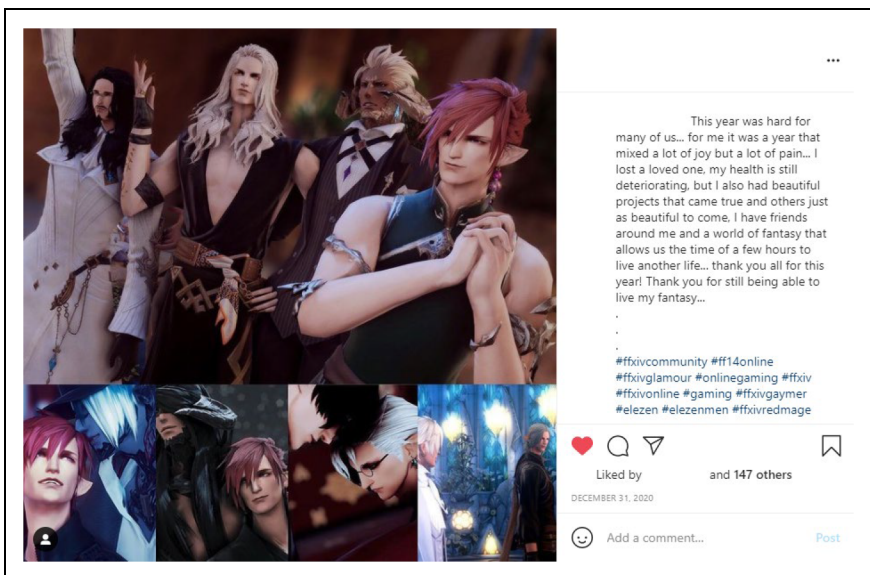 ...
This year was hard for
many of us... for me it was a year that
mixed a lot of joy but a lot of pain... I
lost a loved one, my health is still
deteriorating, but I also had beautiful
projects that came true and others just
as beautiful to come, I have friends
around me and a world of fantasy that
allows us the time of a few hours to
live another life... thank you all for this
year! Thank you for still being able to
live my fantasy...
.
.
.
#ffxivcommunity #ff14online
#ffxivglamour #onlinegaming #ffxiv
#ffxivonline #gaming #ffxivgaymer
#elezen #elezenmen #ffxivredmage
Liked by and 147 others
DECEMBER 31, 2020
Add a comment... Post